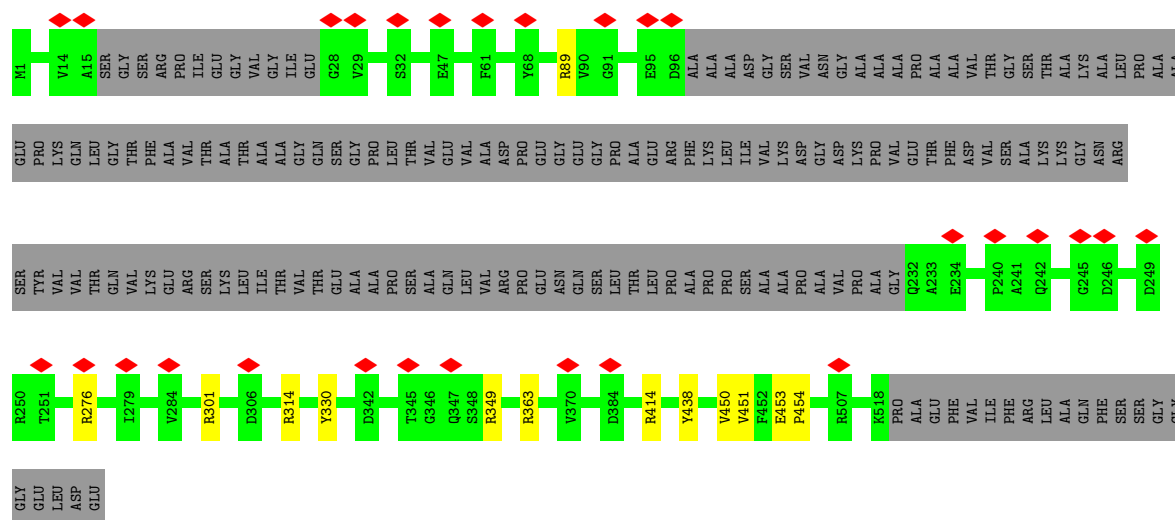 M1 V14 A15 SER GLY SER ARG PRO ILE GLU GLY VAL GLY ILE GLU G28 V29 S32 E47 F61 Y68 R89 V90 G91 E95 D96 ALA ALA ALA ASP GLY SER VAL ASN GLY ALA ALA ALA PRO ALA ALA VAL THR GLY SER THR ALA LYS ALA LEU PRO ALA ALA
GLU PRO LYS GLN LEU GLY THR PHE ALA VAL THR ALA THR ALA ALA GLY GLN SER GLY PRO LEU THR VAL GLU VAL ALA ASP PRO GLU GLY GLU GLY PRO ALA GLU ARG PHE LYS LEU ILE VAL LYS ASP GLY ASP LYS PRO VAL GLU THR PHE ASP VAL SER ALA LYS LYS GLY ASN ARG
SER TYR VAL VAL THR GLN VAL LYS GLU ARG SER LYS LEU ILE THR VAL THR GLU ALA ALA PRO SER ALA GLN LEU VAL ARG PRO GLU ASN GLN SER LEU THR LEU PRO ALA PRO PRO SER ALA ALA PRO ALA VAL PRO ALA GLY Q232 A233 E234 P240 A241 Q242 G245 D246 D249
R250 T251 R276 I279 V284 R301 D306 R314 Y330 D342 T345 G346 Q347 S348 R349 R363 V370 D384 R414 Y438 V450 V451 F452 E453 P454 R507 K518 PRO ALA GLU PHE VAL ILE PHE ARG LEU ALA GLN PHE SER SER GLY GLY
GLY GLU LEU ASP GLU